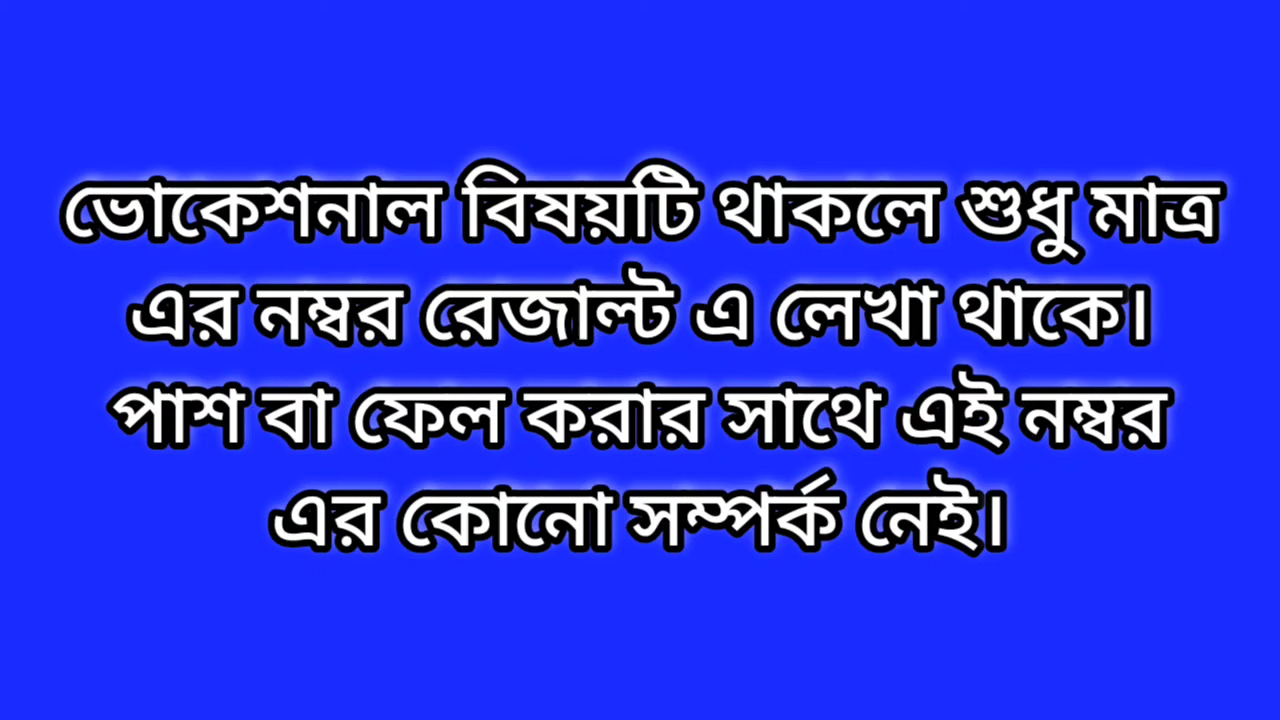 ভোকেশনাল বিষয়টি থাকলে শুধু মাত্র
এর নম্বর রেজাল্ট এ লেখা থাকে।
পাশ বা ফেল করার সাথে এই নম্বর
এর কোনো সম্পর্ক নেই।